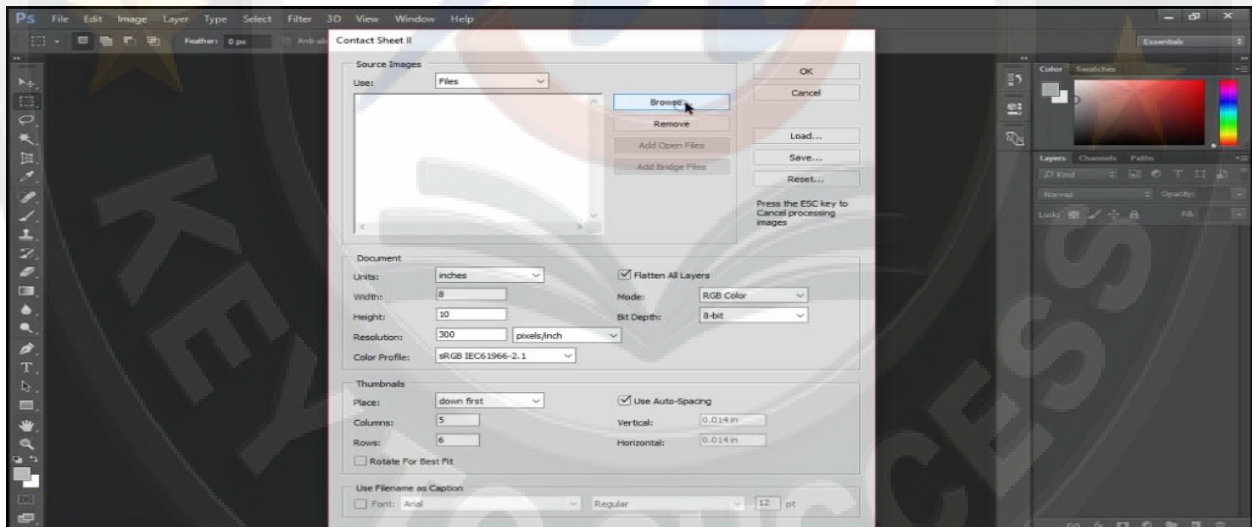 Ps File Edit Image Layer Type Select Filter 3D View Window Help
Feather: 0 px Anti-ali
Essentials
Contact Sheet II
Source Images
Use: Files
Browse...
Remove
Add Open Files
Add Bridge Files
OK
Cancel
Load...
Save...
Reset...
Press the ESC key to
Cancel processing
images
Document
Units: inches
Width: 8
Height: 10
Resolution: 300 pixels/inch
Color Profile: sRGB IEC61966-2.1
Flatten All Layers
Mode: RGB Color
Bit Depth: 8-bit
Thumbnails
Place: down first
Columns: 5
Rows: 6
Rotate For Best Fit
Use Auto-Spacing
Vertical: 0.014 in
Horizontal: 0.014 in
Use Filename as Caption
Font: Arial Regular 12 pt
Color Swatches
Layers Channels Paths
Kind
Normal Opacity:
Lock: Fill:
KEY TO SUCCESS